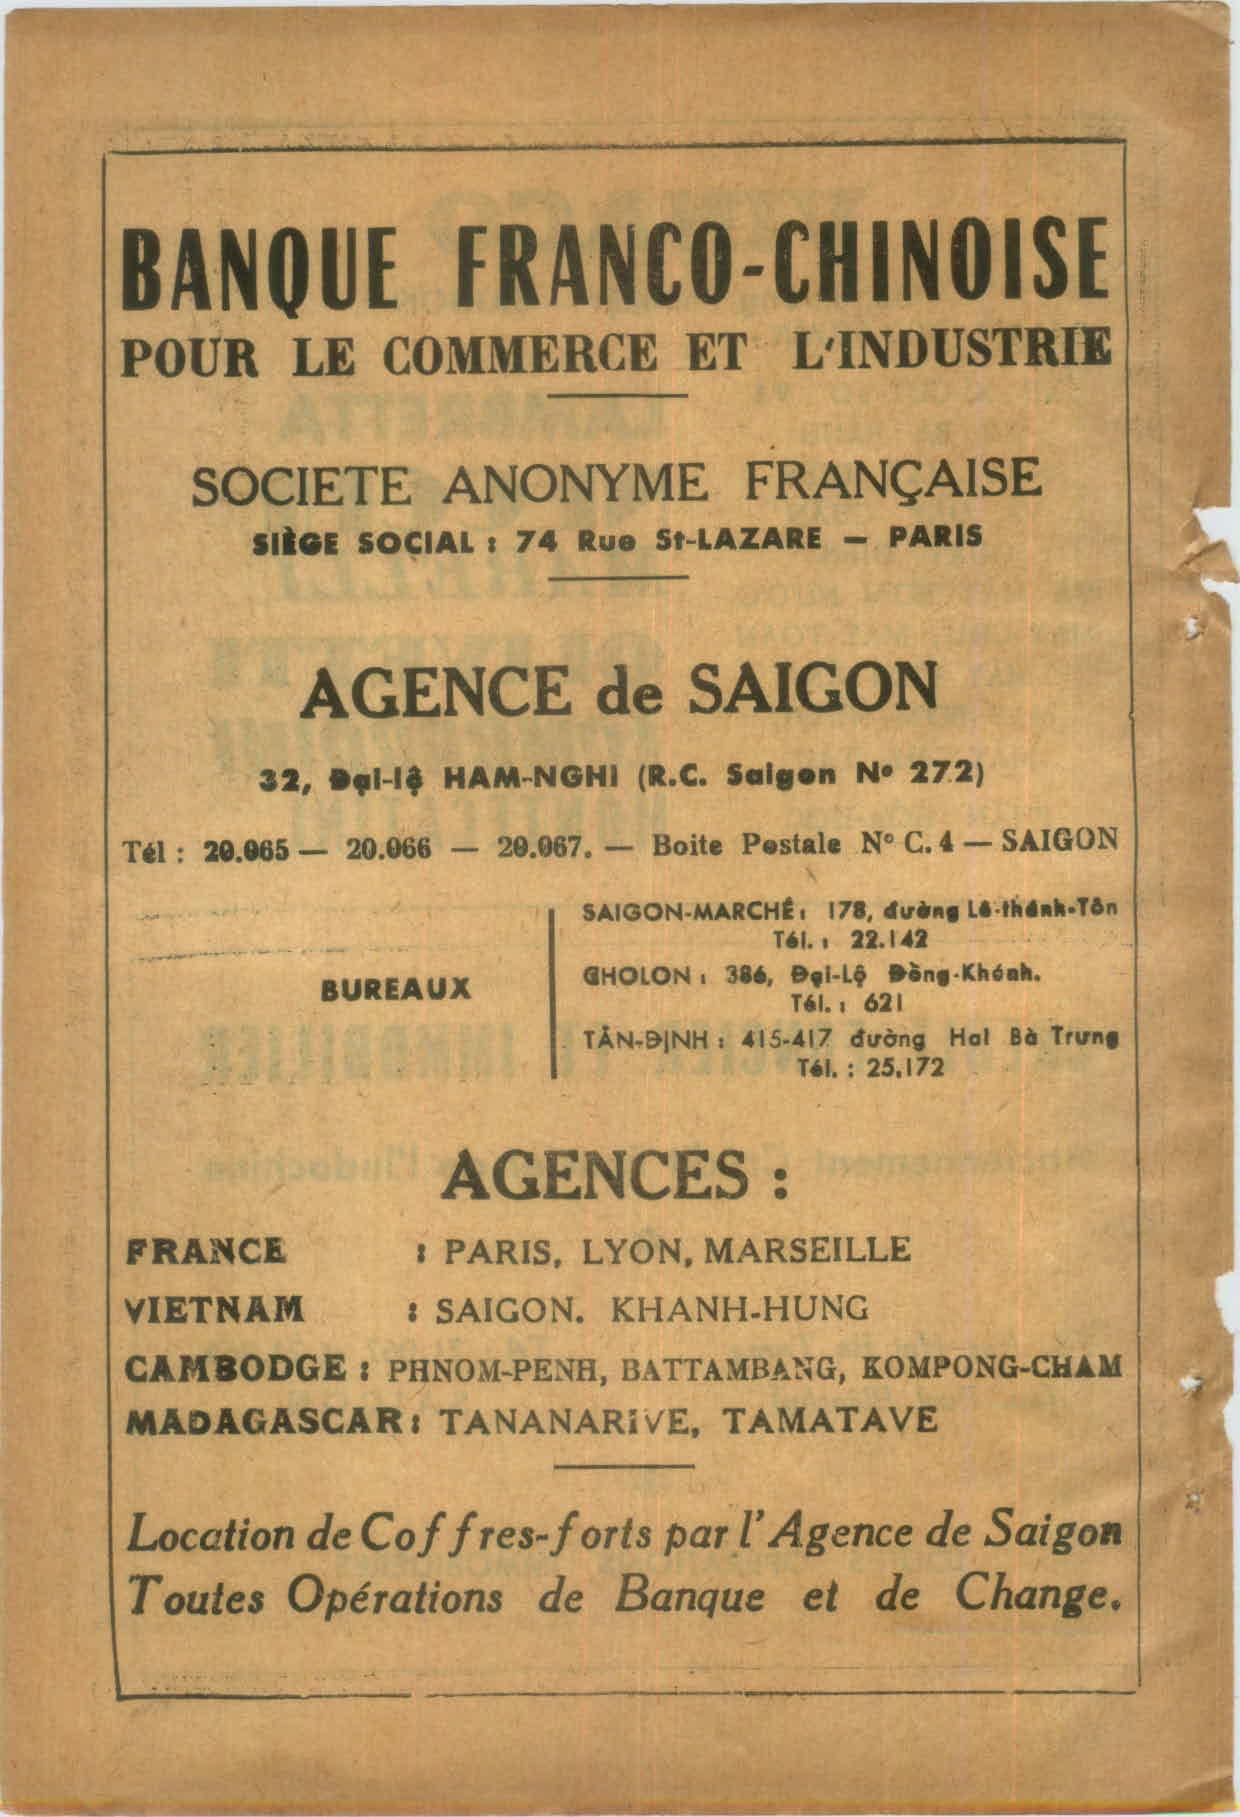 BANQUE FRANCO-CHINOISE
POUR LE COMMERCE ET L'INDUSTRIE
SOCIETE ANONYME FRANÇAISE
SIÈGE SOCIAL : 74 Rue St-LAZARE — PARIS
AGENCE de SAIGON
32, Đại-lộ HAM-NGHI (R.C. Saigon Nº 272)
Tél : 20.065 — 20.066 — 20.067. — Boite Postale Nº C. 4 — SAIGON
BUREAUX
SAIGON-MARCHÉ : 178, đường Lê-thánh-Tôn
Tél. : 22.142
CHOLON : 386, Đại-Lộ Đồng-Khánh.
Tél. : 621
TÂN-ĐỊNH : 415-417 đường Hai Bà Trưng
Tél. : 25.172
AGENCES :
FRANCE : PARIS, LYON, MARSEILLE
VIETNAM : SAIGON. KHANH-HUNG
CAMBODGE : PHNOM-PENH, BATTAMBANG, KOMPONG-CHAM
MADAGASCAR : TANANARIVE, TAMATAVE
Location de Coffres-forts par l'Agence de Saigon
Toutes Opérations de Banque et de Change.